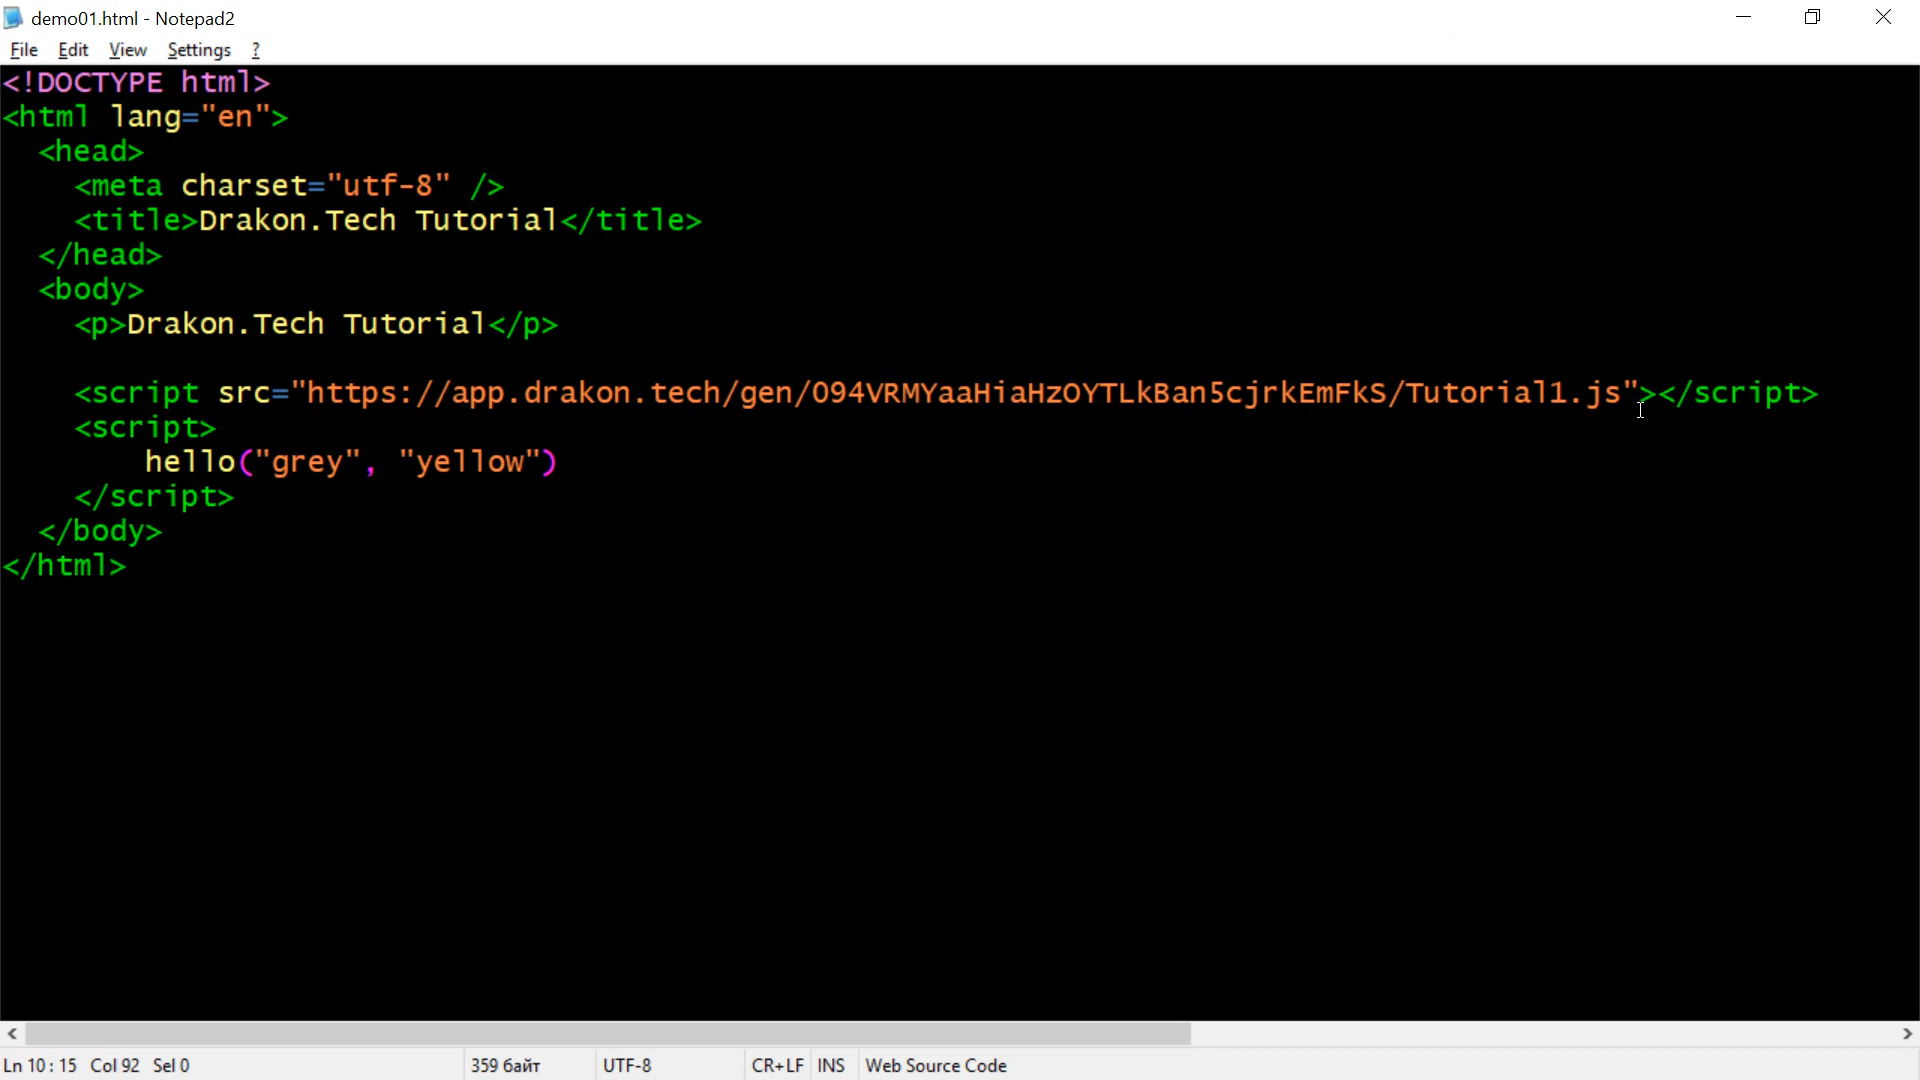 demo01.html - Notepad2
File Edit View Settings ?
<!DOCTYPE html>
<html lang="en">
<head>
<meta charset="utf-8" />
<title>Drakon.Tech Tutorial</title>
</head>
<body>
<p>Drakon.Tech Tutorial</p>
<script src="https://app.drakon.tech/gen/O94VRMYaaHiaHzOYTLkBan5cjrkEmFkS/Tutorial1.js"></script>
<script>
hello("grey", "yellow")
</script>
</body>
</html>
Ln 10 : 15 Col 92 Sel 0 359 байт UTF-8 CR+LF INS Web Source Code